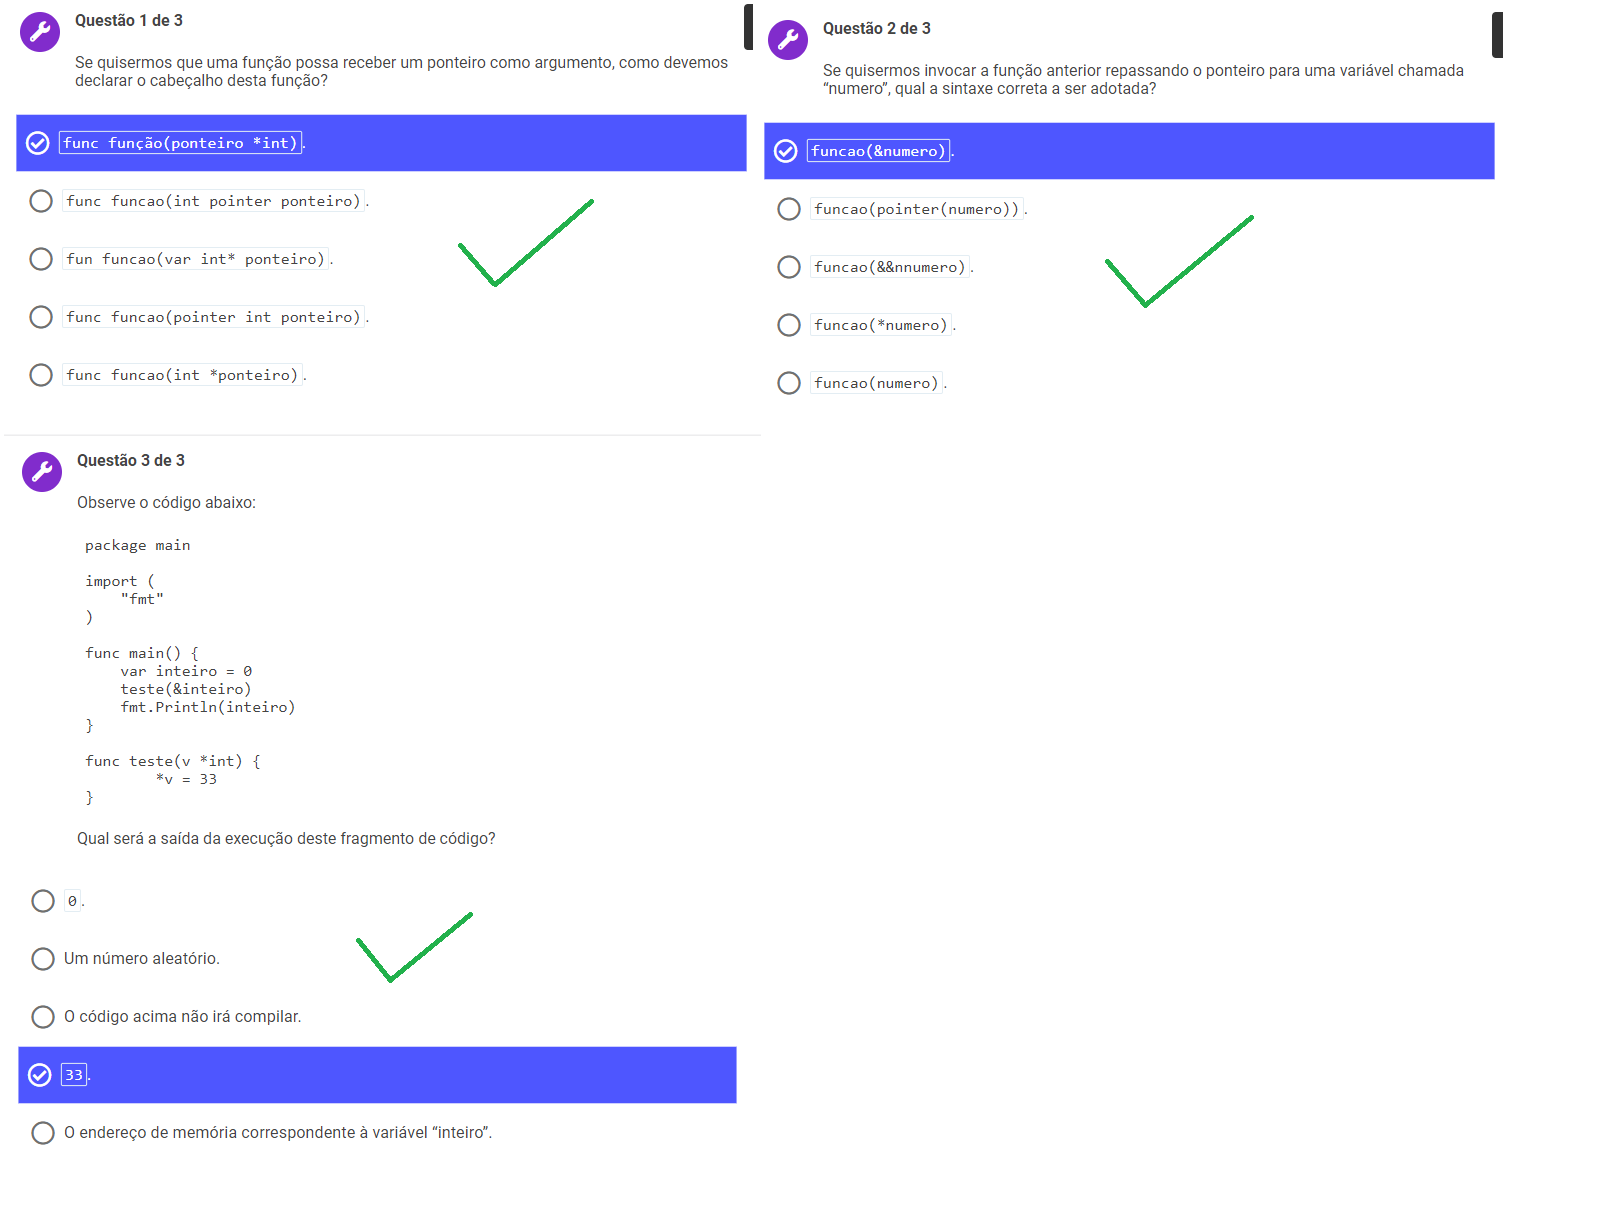 Questão 1 de 3
Se quisermos que uma função possa receber um ponteiro como argumento, como devemos
declarar o cabeçalho desta função?
func função(ponteiro *int).
func funcao(int pointer ponteiro).
fun funcao(var int* ponteiro).
func funcao(pointer int ponteiro).
func funcao(int *ponteiro).
Questão 2 de 3
Se quisermos invocar a função anterior repassando o ponteiro para uma variável chamada
“numero”, qual a sintaxe correta a ser adotada?
funcao(&numero).
funcao(pointer(numero)).
funcao(&&nnumero).
funcao(*numero).
funcao(numero).
Questão 3 de 3
Observe o código abaixo:
package main
import (
"fmt"
)
func main() {
var inteiro = 0
teste(&inteiro)
fmt.Println(inteiro)
}
func teste(v *int) {
*v = 33
}
Qual será a saída da execução deste fragmento de código?
0.
Um número aleatório.
O código acima não irá compilar.
33.
O endereço de memória correspondente à variável “inteiro”.